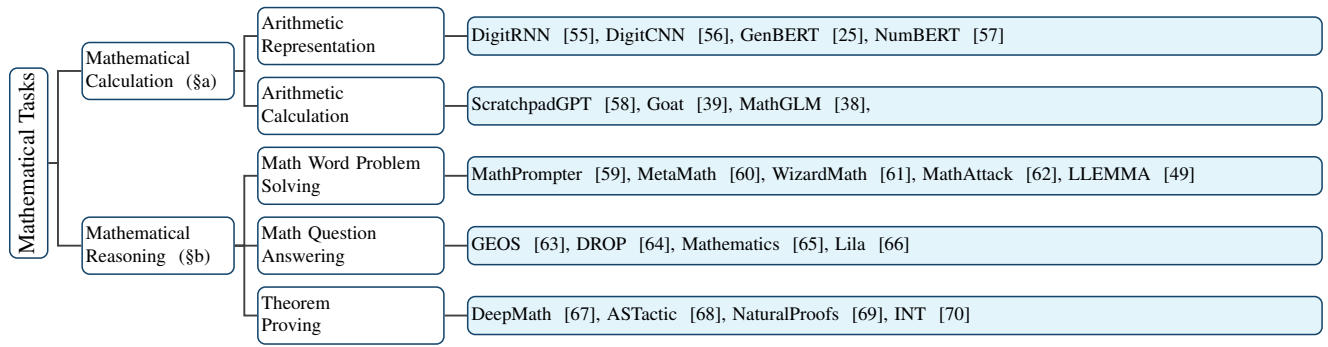 Mathematical Tasks
Mathematical
Calculation (§a)
Arithmetic
Representation
DigitRNN [55], DigitCNN [56], GenBERT [25], NumBERT [57]
Arithmetic
Calculation
ScratchpadGPT [58], Goat [39], MathGLM [38],
Mathematical
Reasoning (§b)
Math Word Problem
Solving
MathPrompter [59], MetaMath [60], WizardMath [61], MathAttack [62], LLEMMA [49]
Math Question
Answering
GEOS [63], DROP [64], Mathematics [65], Lila [66]
Theorem
Proving
DeepMath [67], ASTactic [68], NaturalProofs [69], INT [70]